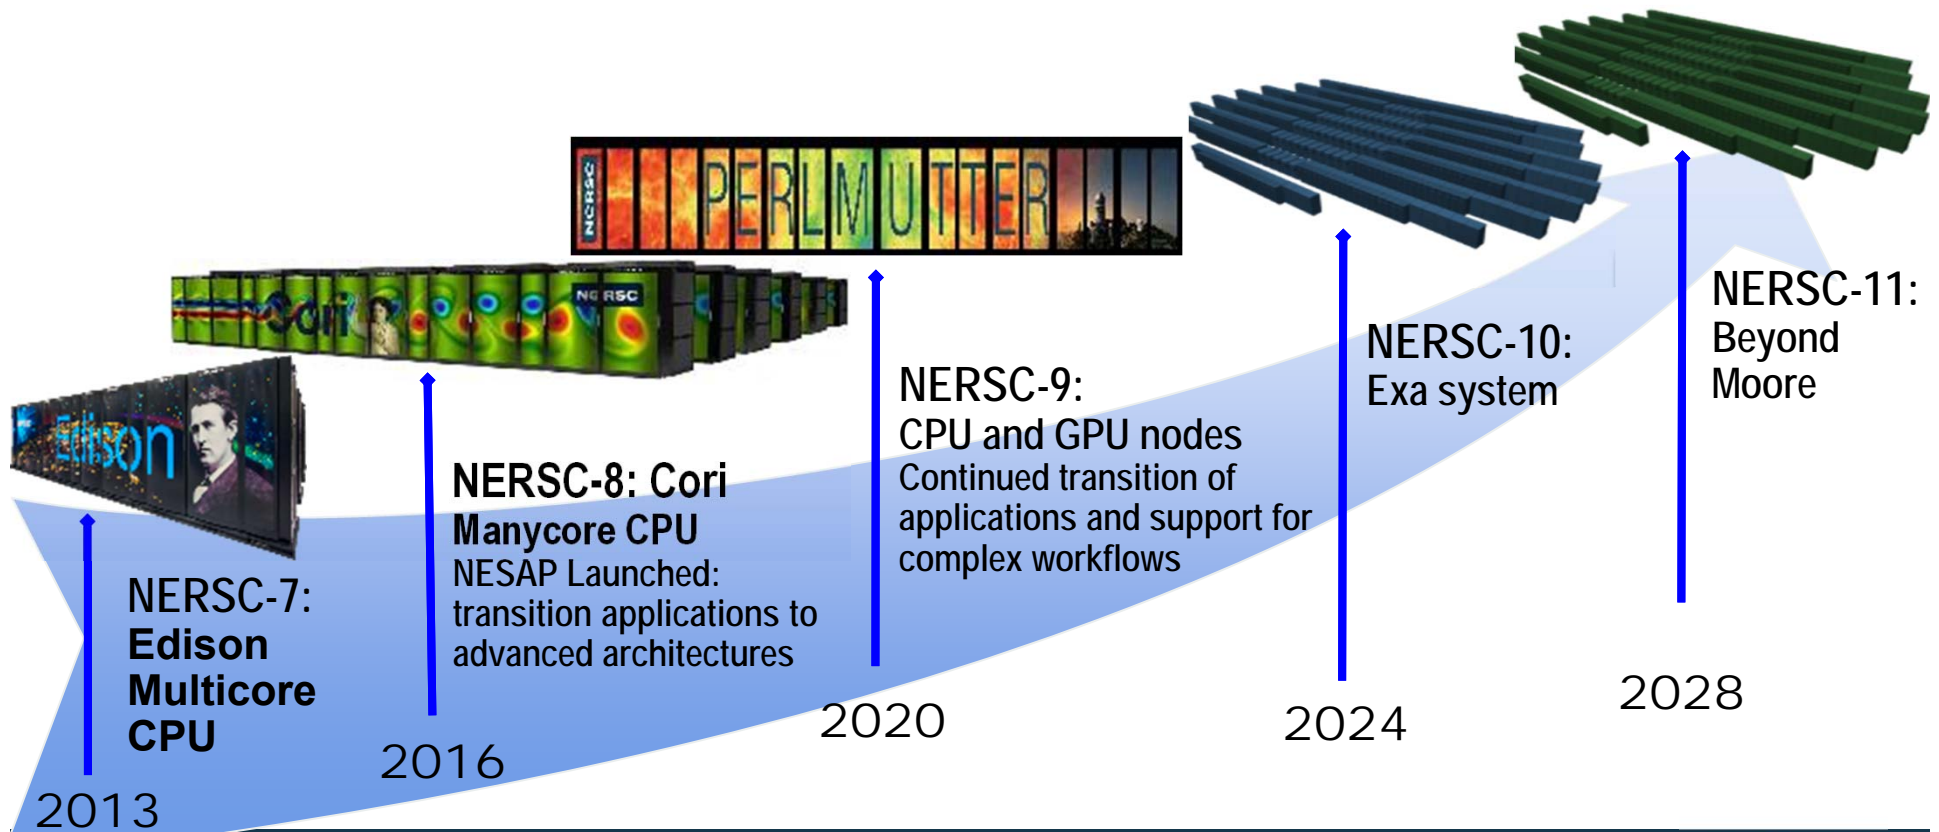 Edison
NERSC-7:
Edison
Multicore
CPU
2013
Cori
NERSC
NERSC-8: Cori
Manycore CPU
NESAP Launched:
transition applications to
advanced architectures
2016
NERSC
PERLMUTTER
NERSC-9:
CPU and GPU nodes
Continued transition of
applications and support for
complex workflows
2020
NERSC-10:
Exa system
2024
NERSC-11:
Beyond
Moore
2028